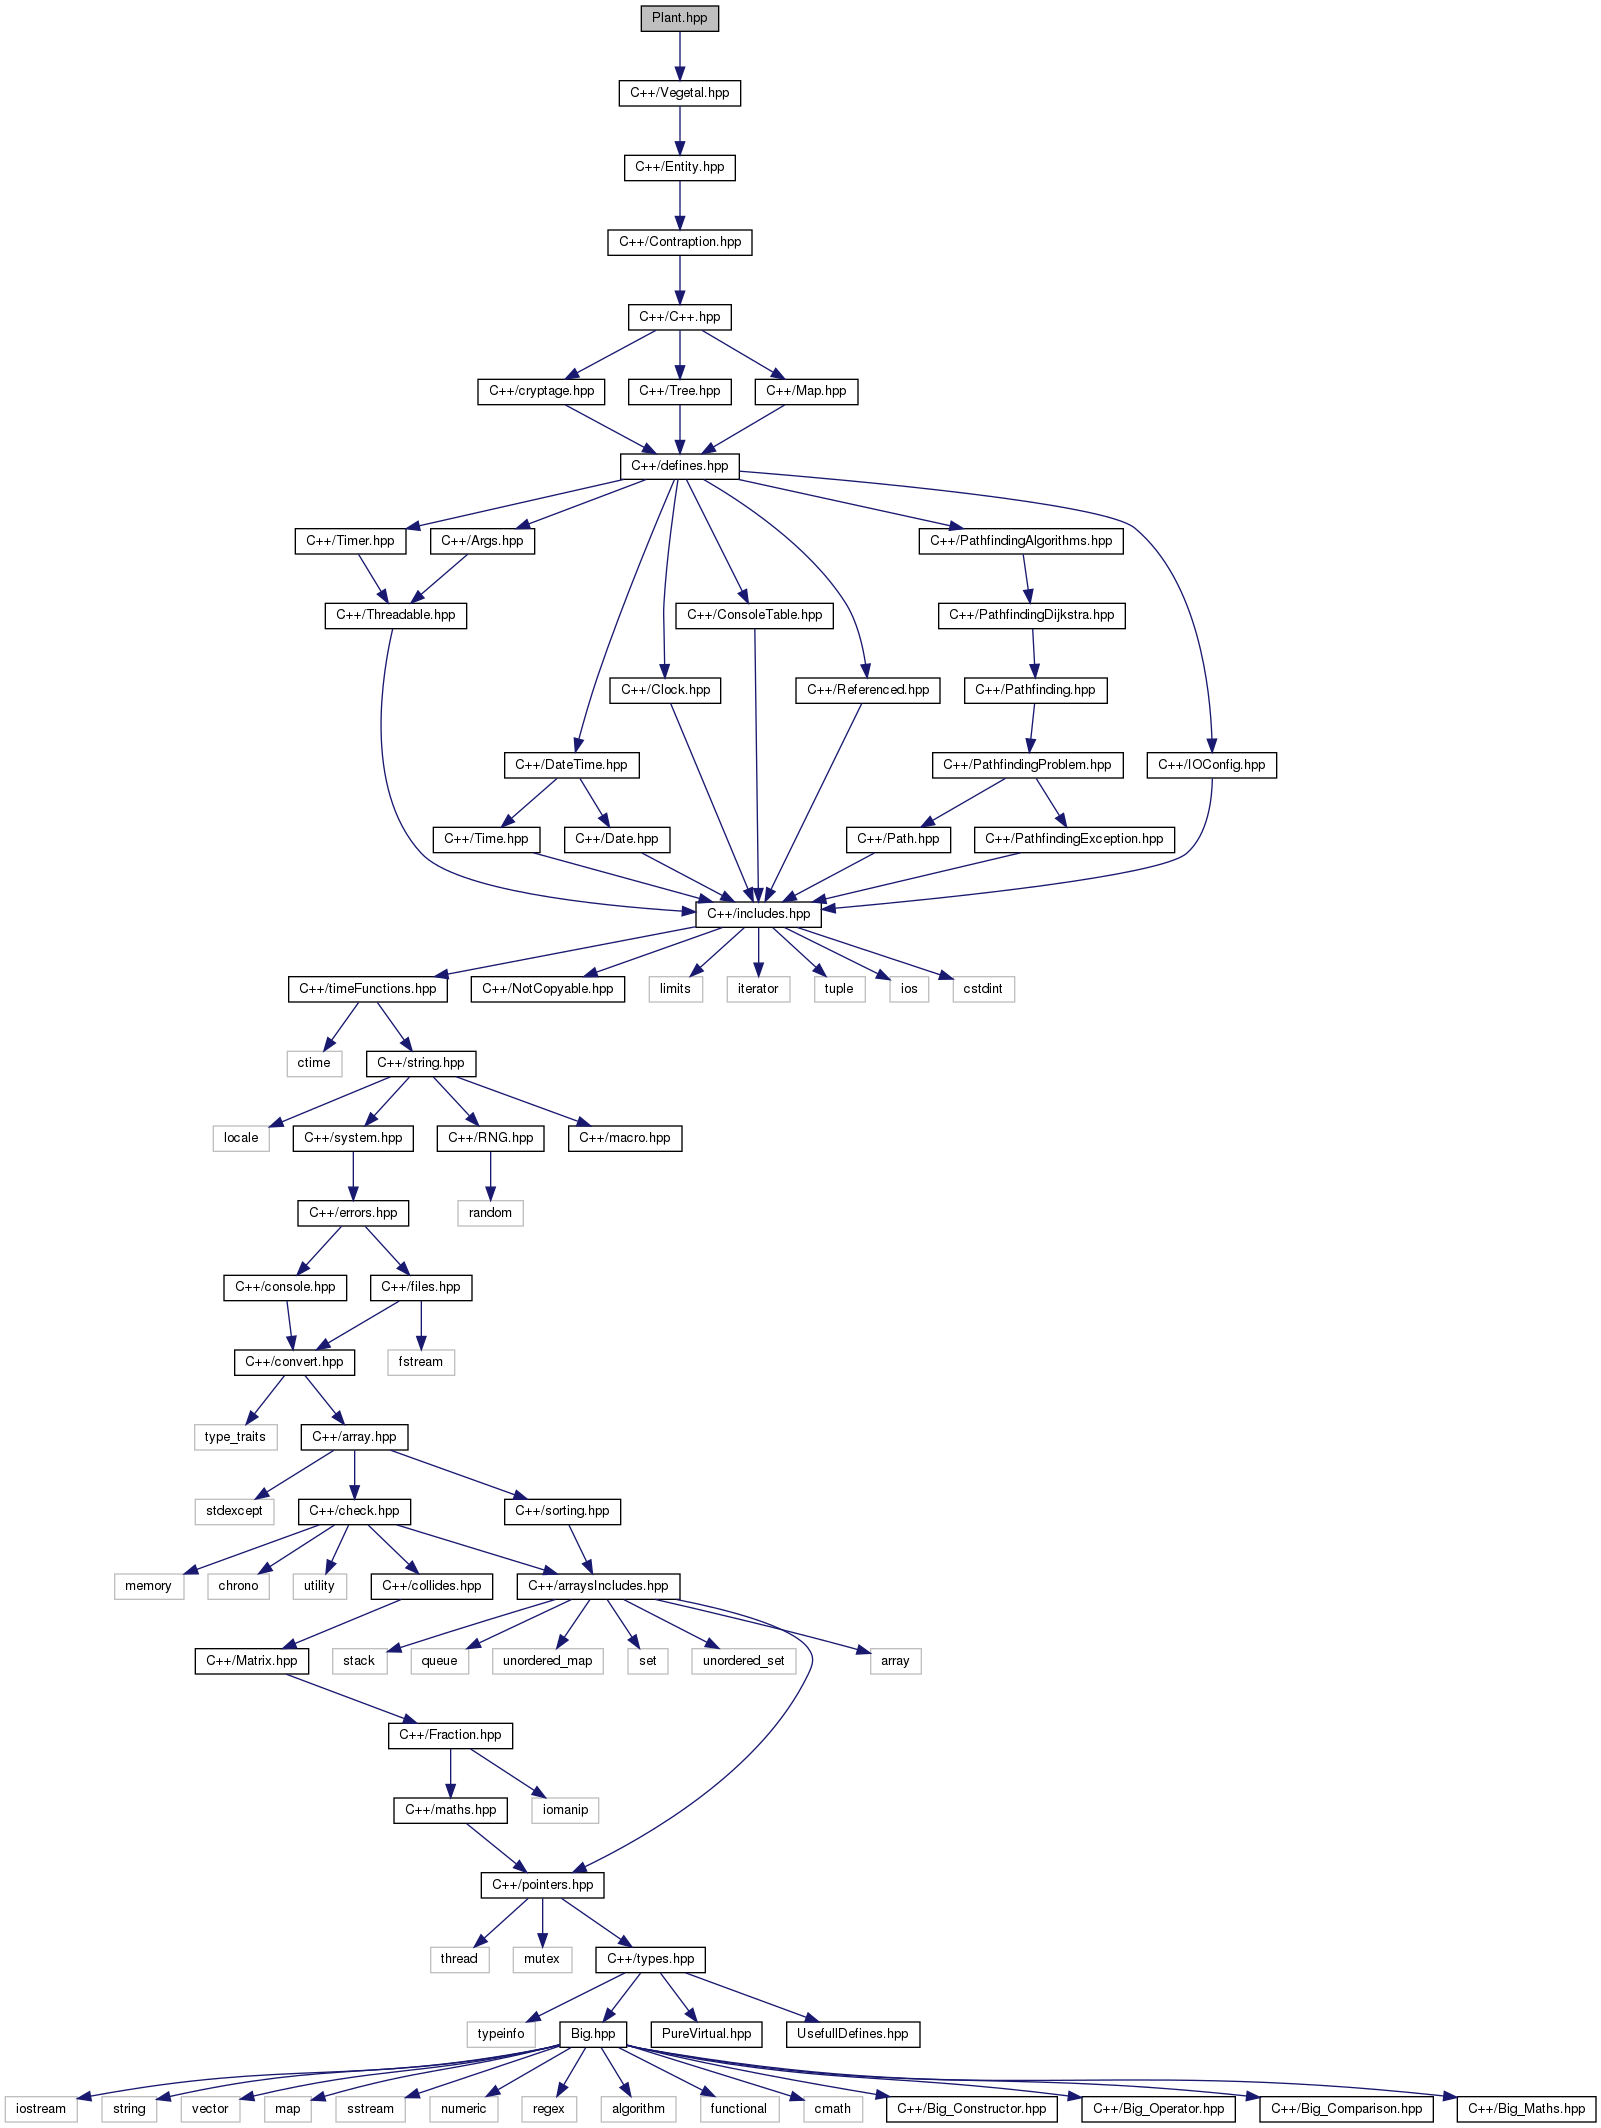 Plant.hpp
C++/Vegetal.hpp
C++/Entity.hpp
C++/Contraption.hpp
C++/C++.hpp
C++/cryptage.hpp
C++/Tree.hpp
C++/Map.hpp
C++/defines.hpp
C++/Timer.hpp
C++/Args.hpp
C++/PathfindingAlgorithms.hpp
C++/Threadable.hpp
C++/ConsoleTable.hpp
C++/PathfindingDijkstra.hpp
C++/Clock.hpp
C++/Referenced.hpp
C++/Pathfinding.hpp
C++/DateTime.hpp
C++/PathfindingProblem.hpp
C++/IOConfig.hpp
C++/Time.hpp
C++/Date.hpp
C++/Path.hpp
C++/PathfindingException.hpp
C++/includes.hpp
C++/timeFunctions.hpp
C++/NotCopyable.hpp
limits
iterator
tuple
ios
cstdint
ctime
C++/string.hpp
locale
C++/system.hpp
C++/RNG.hpp
C++/macro.hpp
C++/errors.hpp
random
C++/console.hpp
C++/files.hpp
C++/convert.hpp
fstream
type_traits
C++/array.hpp
stdexcept
C++/check.hpp
C++/sorting.hpp
memory
chrono
utility
C++/collides.hpp
C++/arraysIncludes.hpp
C++/Matrix.hpp
stack
queue
unordered_map
set
unordered_set
array
C++/Fraction.hpp
C++/maths.hpp
iomanip
C++/pointers.hpp
thread
mutex
C++/types.hpp
typeinfo
Big.hpp
PureVirtual.hpp
UsefullDefines.hpp
iostream
string
vector
map
sstream
numeric
regex
algorithm
functional
cmath
C++/Big_Constructor.hpp
C++/Big_Operator.hpp
C++/Big_Comparison.hpp
C++/Big_Maths.hpp